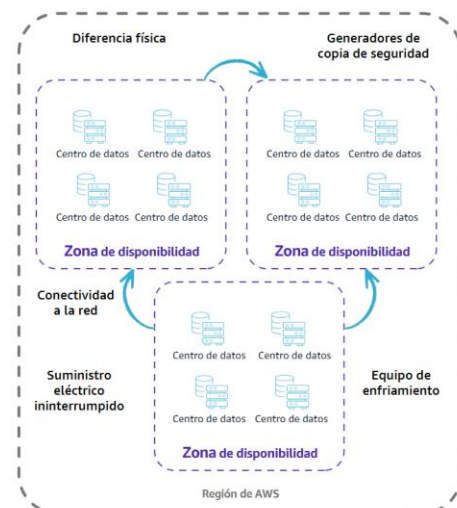 Diferencia física
Generadores de
copia de seguridad
Centro de datos
Centro de datos
Centro de datos
Centro de datos
Zona de disponibilidad
Centro de datos
Centro de datos
Centro de datos
Centro de datos
Zona de disponibilidad
Conectividad
a la red
Suministro
eléctrico
ininterrumpido
Centro de datos
Centro de datos
Centro de datos
Centro de datos
Zona de disponibilidad
Equipo de
enfriamiento
Región de AWS